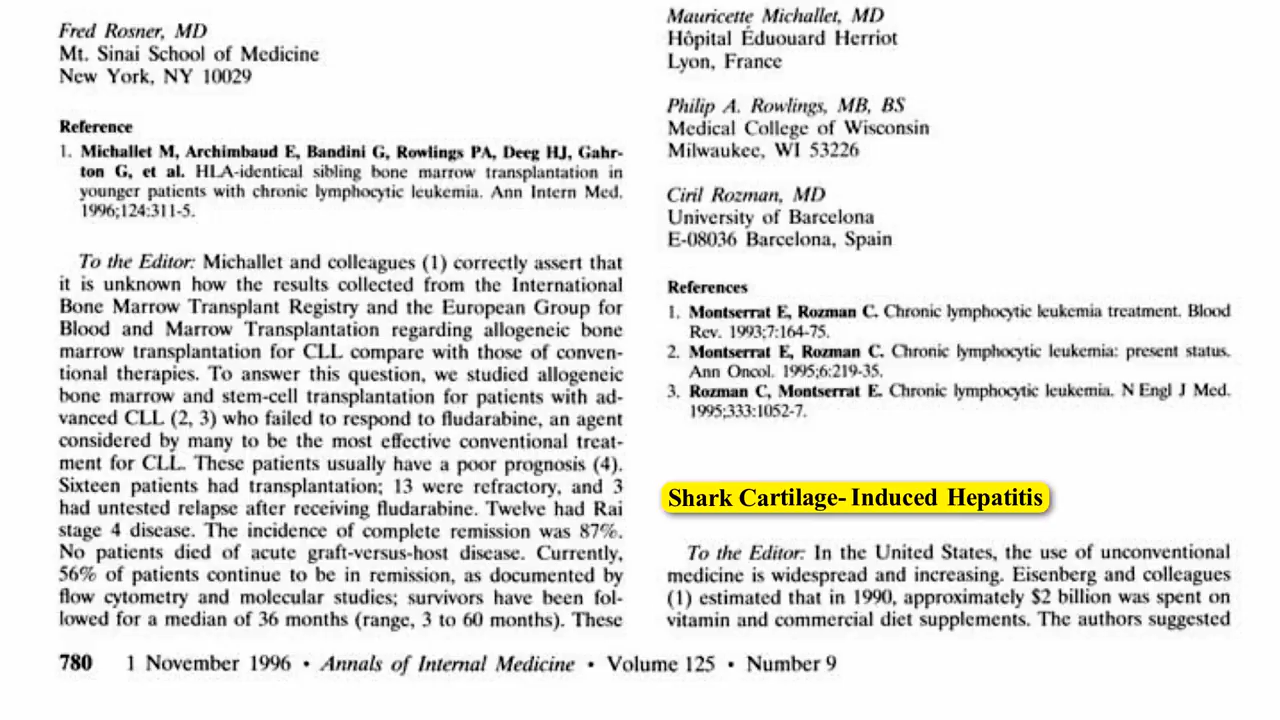 Fred Rosner, MD
Mt. Sinai School of Medicine
New York, NY 10029
Reference
1. Michallet M, Archimbaud E, Bandini G, Rowlings PA, Deeg HJ, Gahr-
ton G, et al. HLA-identical sibling bone marrow transplantation in
younger patients with chronic lymphocytic leukemia. Ann Intern Med.
1996;124:311-5.
To the Editor: Michallet and colleagues (1) correctly assert that
it is unknown how the results collected from the International
Bone Marrow Transplant Registry and the European Group for
Blood and Marrow Transplantation regarding allogeneic bone
marrow transplantation for CLL compare with those of conven-
tional therapies. To answer this question, we studied allogeneic
bone marrow and stem-cell transplantation for patients with ad-
vanced CLL (2, 3) who failed to respond to fludarabine, an agent
considered by many to be the most effective conventional treat-
ment for CLL. These patients usually have a poor prognosis (4).
Sixteen patients had transplantation; 13 were refractory, and 3
had untested relapse after receiving fludarabine. Twelve had Rai
stage 4 disease. The incidence of complete remission was 87%.
No patients died of acute graft-versus-host disease. Currently,
56% of patients continue to be in remission, as documented by
flow cytometry and molecular studies; survivors have been fol-
lowed for a median of 36 months (range, 3 to 60 months). These
Mauricette Michallet, MD
Hôpital Éduouard Herriot
Lyon, France
Philip A. Rowlings, MB, BS
Medical College of Wisconsin
Milwaukee, WI 53226
Ciril Rozman, MD
University of Barcelona
E-08036 Barcelona, Spain
References
1. Montserrat E, Rozman C. Chronic lymphocytic leukemia treatment. Blood
Rev. 1993;7:164-75.
2. Montserrat E, Rozman C. Chronic lymphocytic leukemia: present status.
Ann Oncol. 1995;6:219-35.
3. Rozman C, Montserrat E. Chronic lymphocytic leukemia. N Engl J Med.
1995;333:1052-7.
Shark Cartilage-Induced Hepatitis
To the Editor: In the United States, the use of unconventional
medicine is widespread and increasing. Eisenberg and colleagues
(1) estimated that in 1990, approximately $2 billion was spent on
vitamin and commercial diet supplements. The authors suggested
780 1 November 1996 • Annals of Internal Medicine • Volume 125 • Number 9